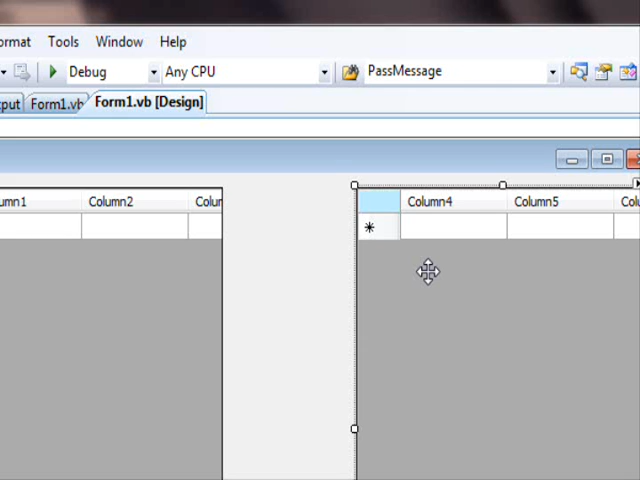 ormat Tools Window Help
Debug Any CPU PassMessage
put Form1.vb Form1.vb [Design]
umn1 Column2 Colur Column4 Column5 Colu